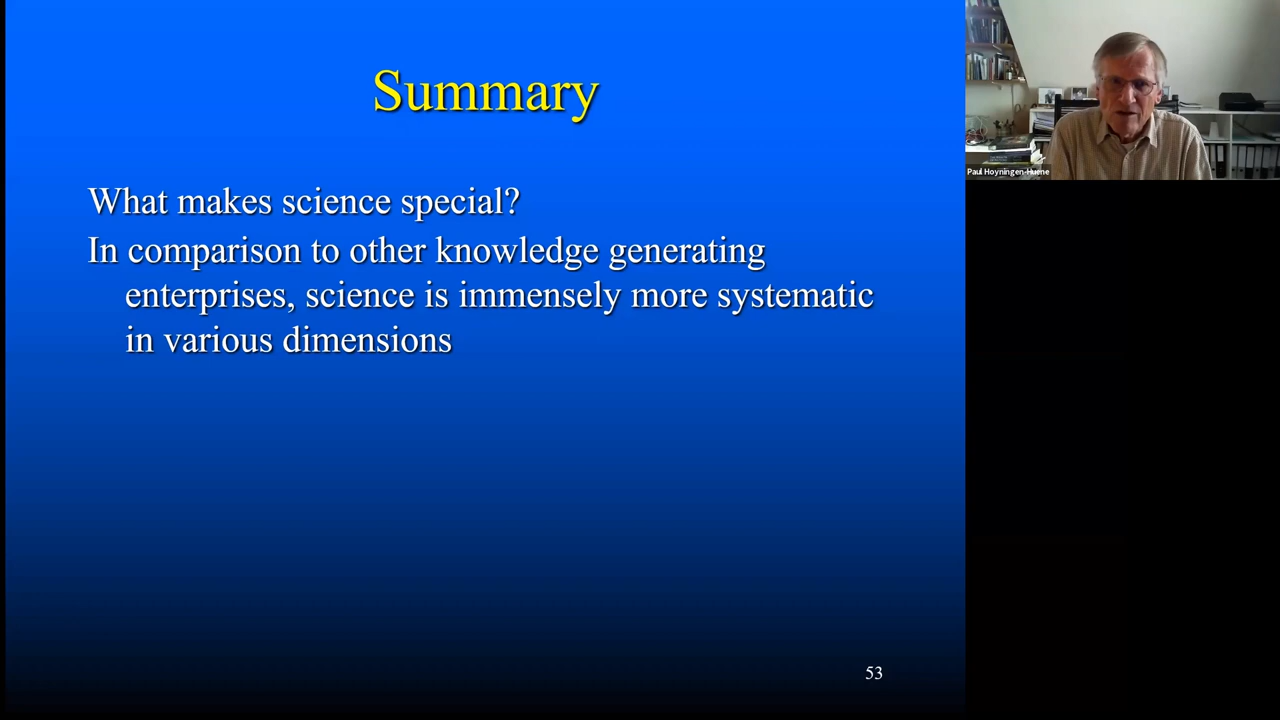 Summary
What makes science special?
In comparison to other knowledge generating
enterprises, science is immensely more systematic
in various dimensions
53
Paul Hoyningen-Huene